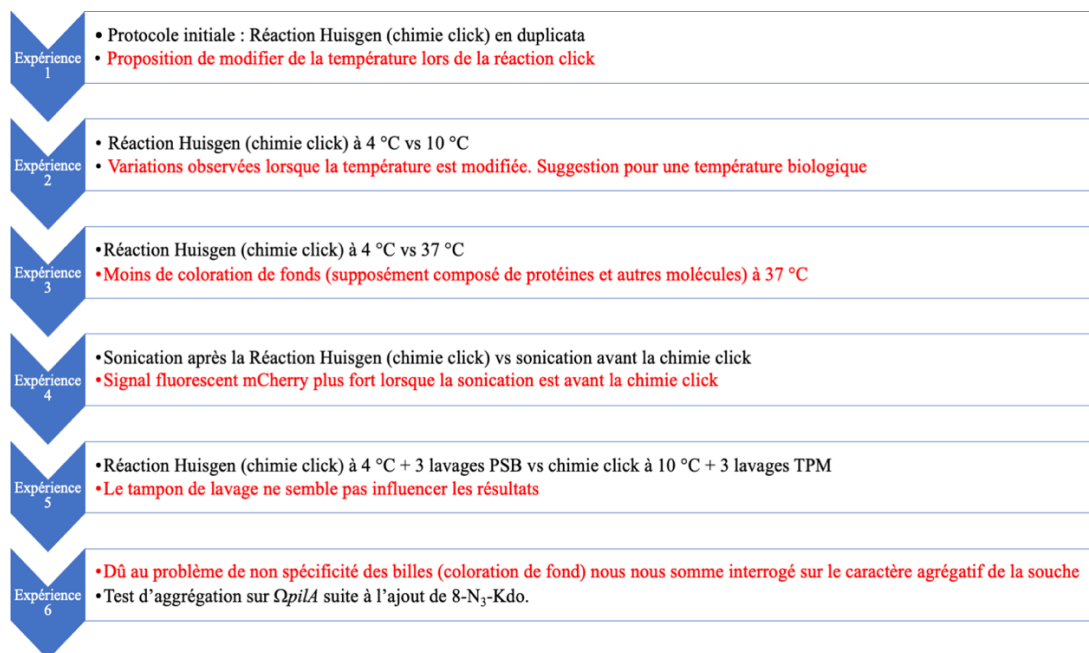 Expérience
1
• Protocole initiale : Réaction Huisgen (chimie click) en duplicata
• Proposition de modifier de la température lors de la réaction click
Expérience
2
• Réaction Huisgen (chimie click) à 4 °C vs 10 °C
• Variations observées lorsque la température est modifiée. Suggestion pour une température biologique
Expérience
3
•Réaction Huisgen (chimie click) à 4 °C vs 37 °C
•Moins de coloration de fonds (supposément composé de protéines et autres molécules) à 37 °C
Expérience
4
•Sonication après la Réaction Huisgen (chimie click) vs sonication avant la chimie click
•Signal fluorescent mCherry plus fort lorsque la sonication est avant la chimie click
Expérience
5
•Réaction Huisgen (chimie click) à 4 °C + 3 lavages PSB vs chimie click à 10 °C + 3 lavages TPM
•Le tampon de lavage ne semble pas influencer les résultats
Expérience
6
•Dû au problème de non spécificité des billes (coloration de fond) nous nous somme interrogé sur le caractère agrégatif de la souche
•Test d’aggrégation sur ΩpilA suite à l’ajout de 8-N₃-Kdo.